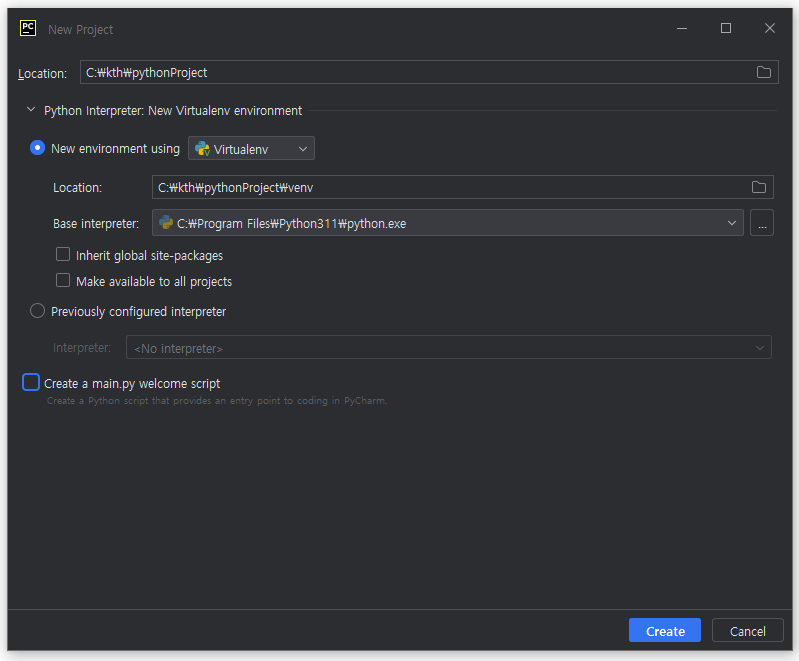 PC New Project
Location: C:₩kth₩pythonProject
Python Interpreter: New Virtualenv environment
New environment using Virtualenv
Location: C:₩kth₩pythonProject₩venv
Base interpreter: C:₩Program Files₩Python311₩python.exe ...
Inherit global site-packages
Make available to all projects
Previously configured interpreter
Interpreter: <No interpreter>
Create a main.py welcome script
Create a Python script that provides an entry point to coding in PyCharm.
Create Cancel